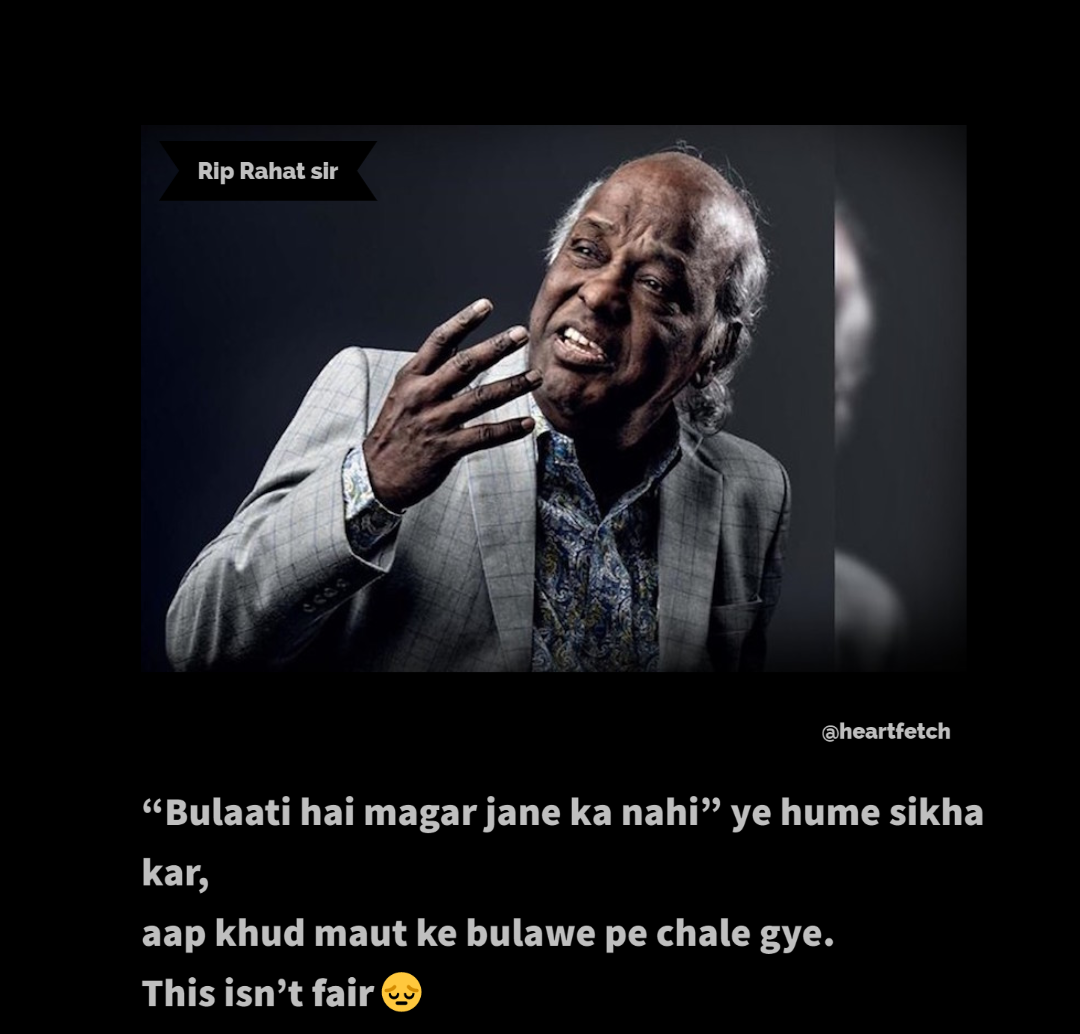 Rip Rahat sir
@heartfetch
“Bulaati hai magar jane ka nahi” ye hume sikha
kar,
aap khud maut ke bulawe pe chale gye.
This isn’t fair😔